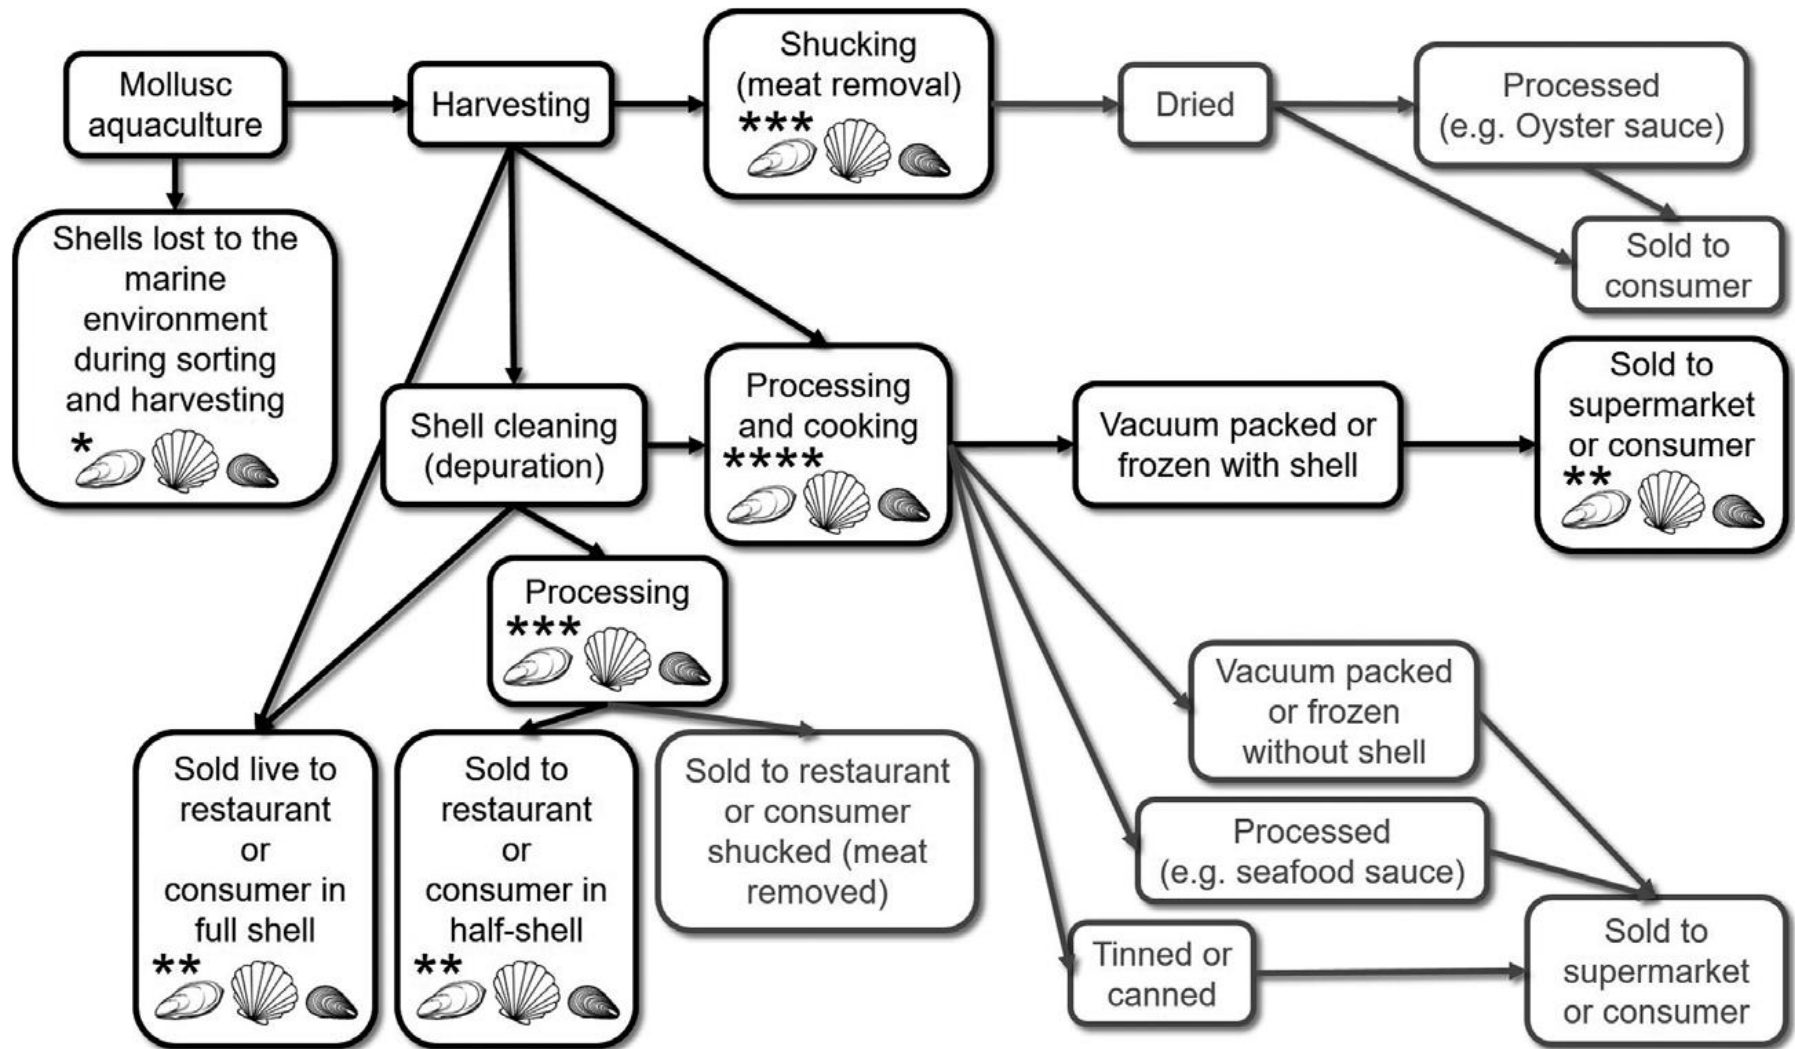 Mollusc
aquaculture
Harvesting
Shucking
(meat removal)
***
Dried
Processed
(e.g. Oyster sauce)
Sold to
consumer
Shells lost to the
marine
environment
during sorting
and harvesting
*
Shell cleaning
(depuration)
Processing
and cooking
****
Vacuum packed or
frozen with shell
Sold to
supermarket
or consumer
**
Processing
***
Sold live to
restaurant
or
consumer in
full shell
**
Sold to
restaurant
or
consumer in
half-shell
**
Sold to restaurant
or consumer
shucked (meat
removed)
Vacuum packed
or frozen
without shell
Processed
(e.g. seafood sauce)
Tinned or
canned
Sold to
supermarket
or consumer